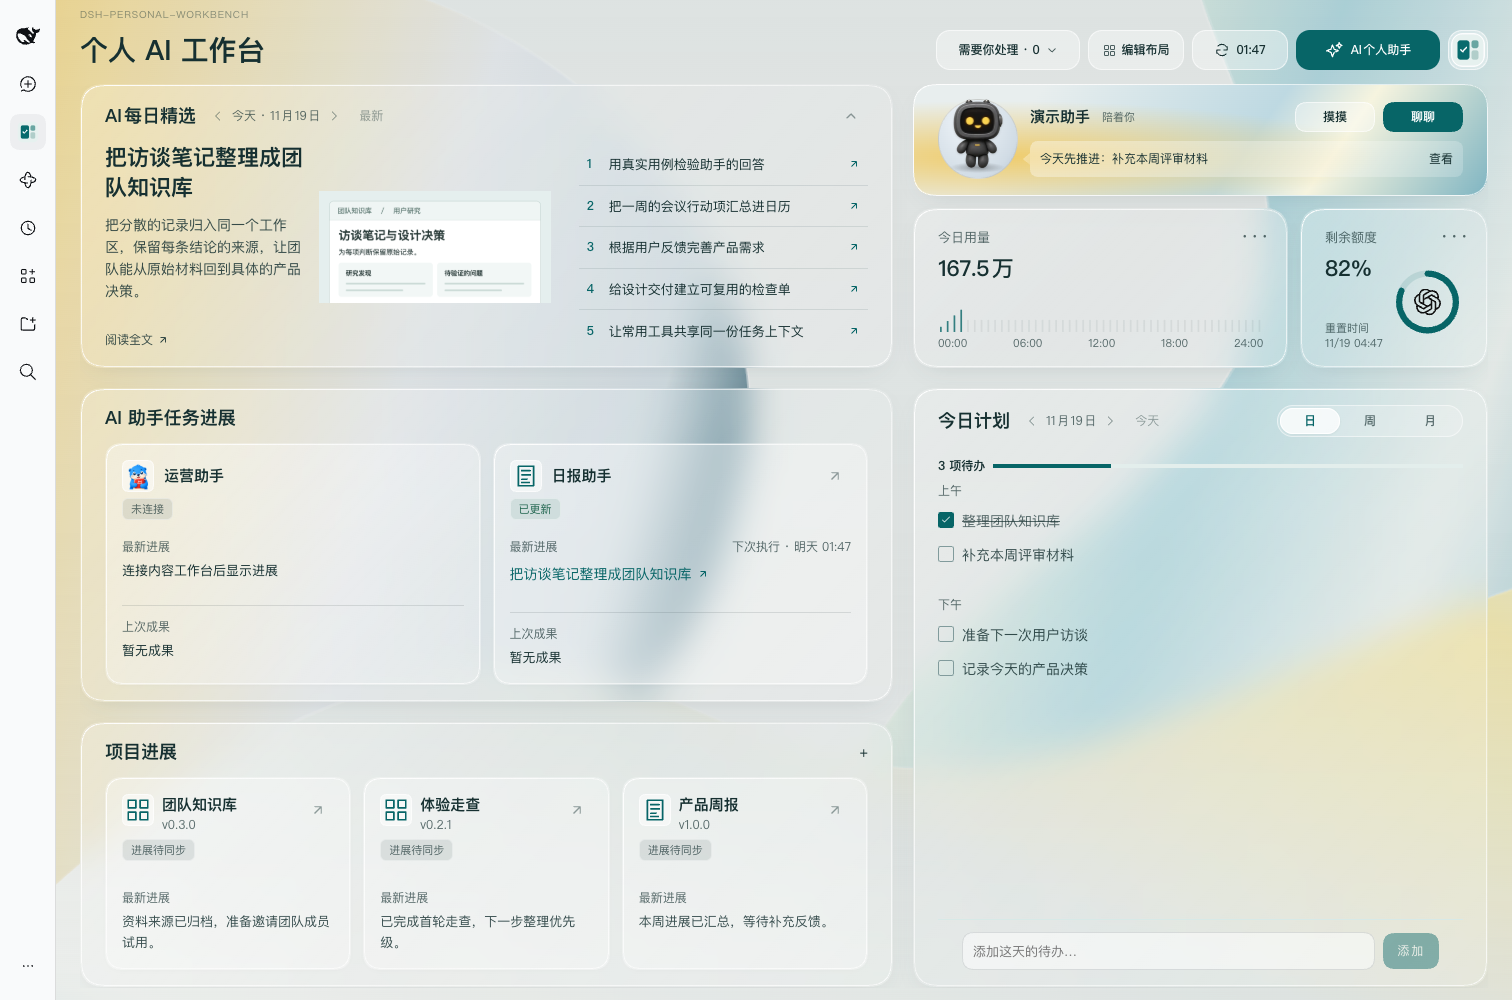 DSH-PERSONAL-WORKBENCH
个人 AI 工作台
需要你处理 · 0
编辑布局
01:47
AI个人助手
AI每日精选
今天 · 11月19日
最新
把访谈笔记整理成团
队知识库
把分散的记录归入同一个工作
区，保留每条结论的来源，让团
队能从原始材料回到具体的产品
决策。
阅读全文
团队知识库 / 用户研究
访谈笔记与设计决策
为每项判断保留原始记录。
研究发现
待验证的问题
1 用真实用例检验助手的回答
2 把一周的会议行动项汇总进日历
3 根据用户反馈完善产品需求
4 给设计交付建立可复用的检查单
5 让常用工具共享同一份任务上下文
演示助手 陪着你
摸摸
聊聊
今天先推进：补充本周评审材料
查看
今日用量
167.5万
00:00 06:00 12:00 18:00 24:00
剩余额度
82%
重置时间
11/19 04:47
AI 助手任务进展
运营助手
未连接
最新进展
连接内容工作台后显示进展
上次成果
暂无成果
日报助手
已更新
最新进展
下次执行 · 明天 01:47
把访谈笔记整理成团队知识库
上次成果
暂无成果
今日计划
11月19日
今天
日 周 月
3 项待办
上午
整理团队知识库
补充本周评审材料
下午
准备下一次用户访谈
记录今天的产品决策
添加这天的待办...
添加
项目进展
+
团队知识库
v0.3.0
进展待同步
最新进展
资料来源已归档，准备邀请团队成员
试用。
体验走查
v0.2.1
进展待同步
最新进展
已完成首轮走查，下一步整理优先
级。
产品周报
v1.0.0
进展待同步
最新进展
本周进展已汇总，等待补充反馈。